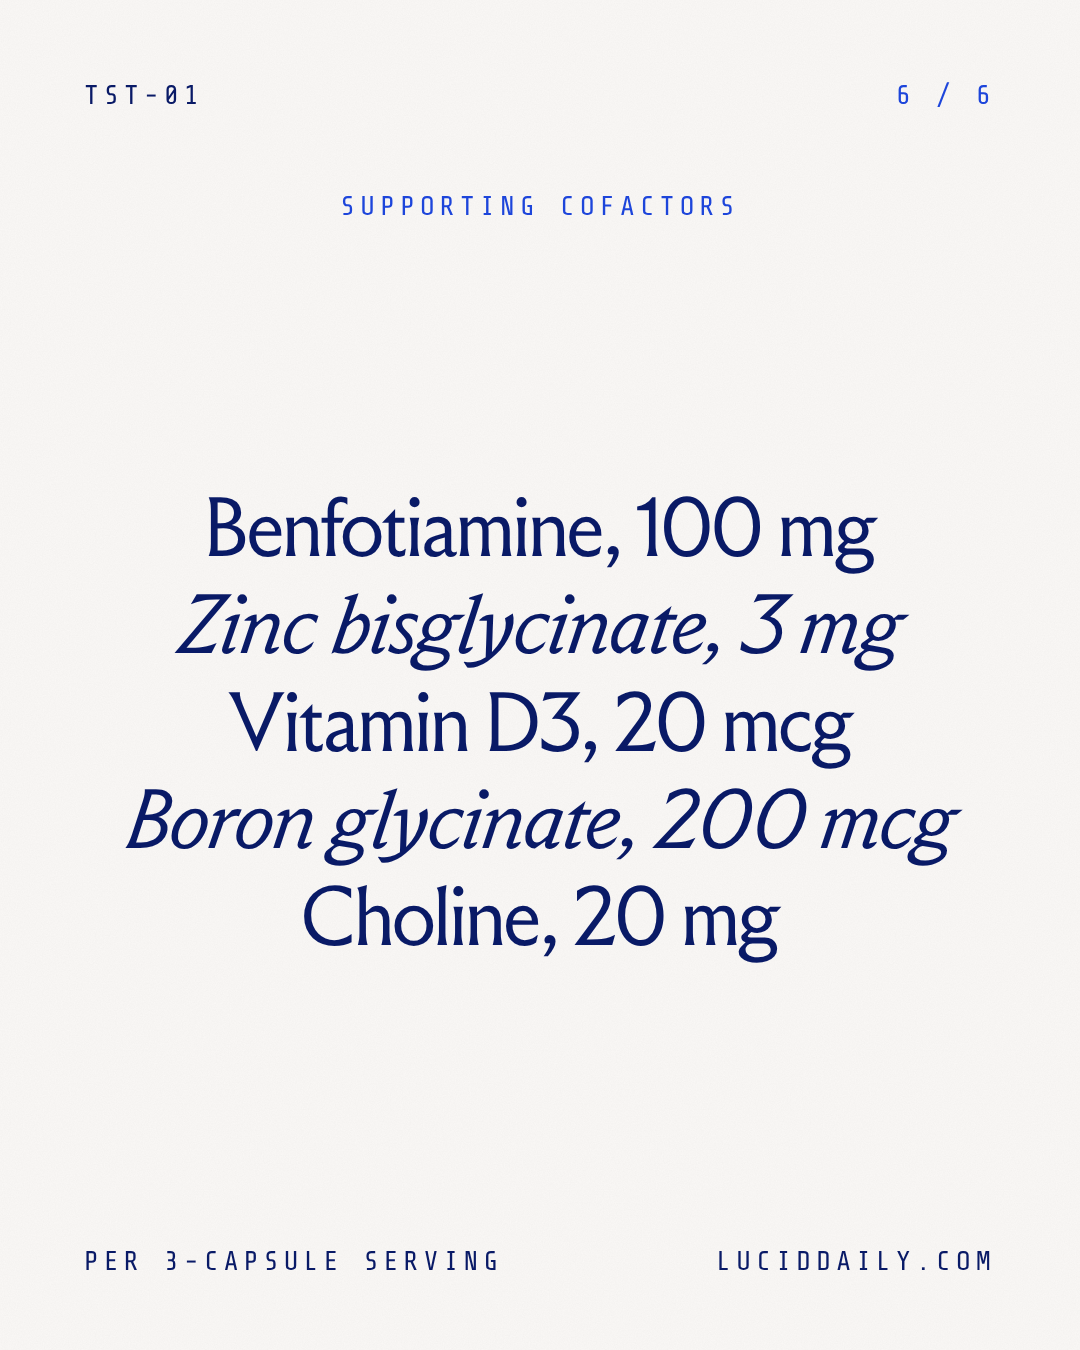 TST-01
6 / 6
SUPPORTING COFACTORS
Benfotiamine, 100 mg
Zinc bisglycinate, 3 mg
Vitamin D3, 20 mcg
Boron glycinate, 200 mcg
Choline, 20 mg
PER 3-CAPSULE SERVING
LUCIDDAILY.COM